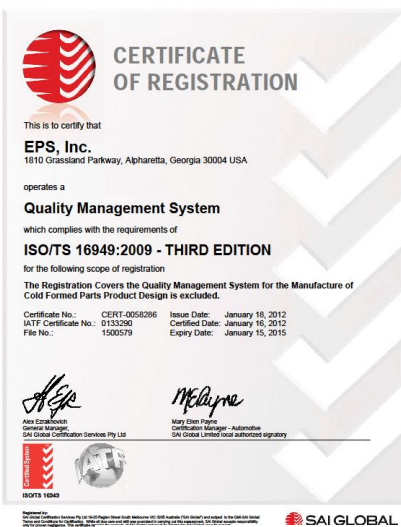 CERTIFICATE
OF REGISTRATION
This is to certify that
EPS, Inc.
1810 Grassland Parkway, Alpharetta, Georgia 30004 USA
operates a
Quality Management System
which complies with the requirements of
ISO/TS 16949:2009 - THIRD EDITION
for the following scope of registration
The Registration Covers the Quality Management System for the Manufacture of
Cold Formed Parts Product Design is excluded.
Certificate No.: CERT-0058286 Issue Date: January 18, 2012
IATF Certificate No.: 0133290 Certified Date: January 16, 2012
File No.: 1500579 Expiry Date: January 15, 2015
Alex Ezrakhovich
General Manager,
SAI Global Certification Services Pty Ltd
Mary Ellen Payne
Certification Manager - Automotive
SAI Global Limited local authorized signatory
Certified System
IATF
ISO/TS 16949
Registered by:
SAI GLOBAL